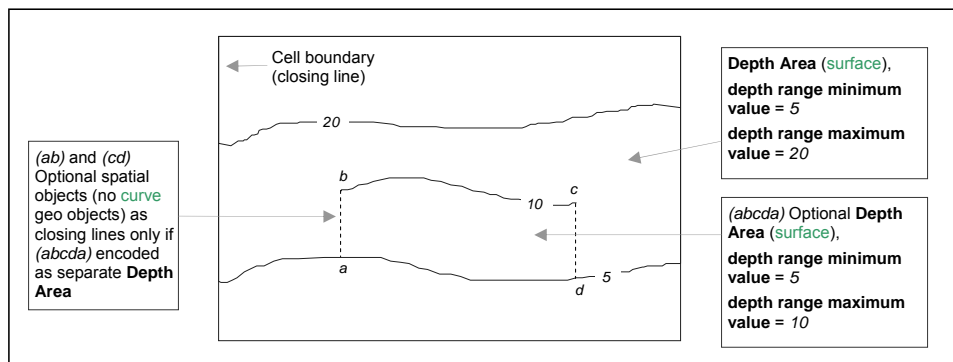 Cell boundary
(closing line)
20
b
c
10
a
d
5
(ab) and (cd)
Optional spatial
objects (no curve
geo objects) as
closing lines only if
(abcda) encoded
as separate Depth
Area
Depth Area (surface),
depth range minimum
value = 5
depth range maximum
value = 20
(abcda) Optional Depth
Area (surface),
depth range minimum
value = 5
depth range maximum
value = 10